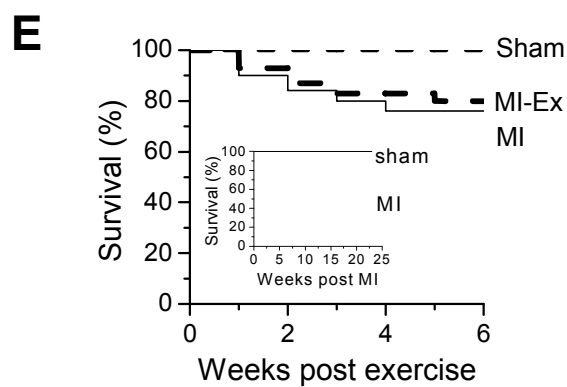 E
100
80
60
40
20
0
Survival (%)
Sham
MI-Ex
MI
100
80
60
40
20
0
Survival (%)
sham
MI
0 5 10 15 20 25
Weeks post MI
0 2 4 6
Weeks post exercise